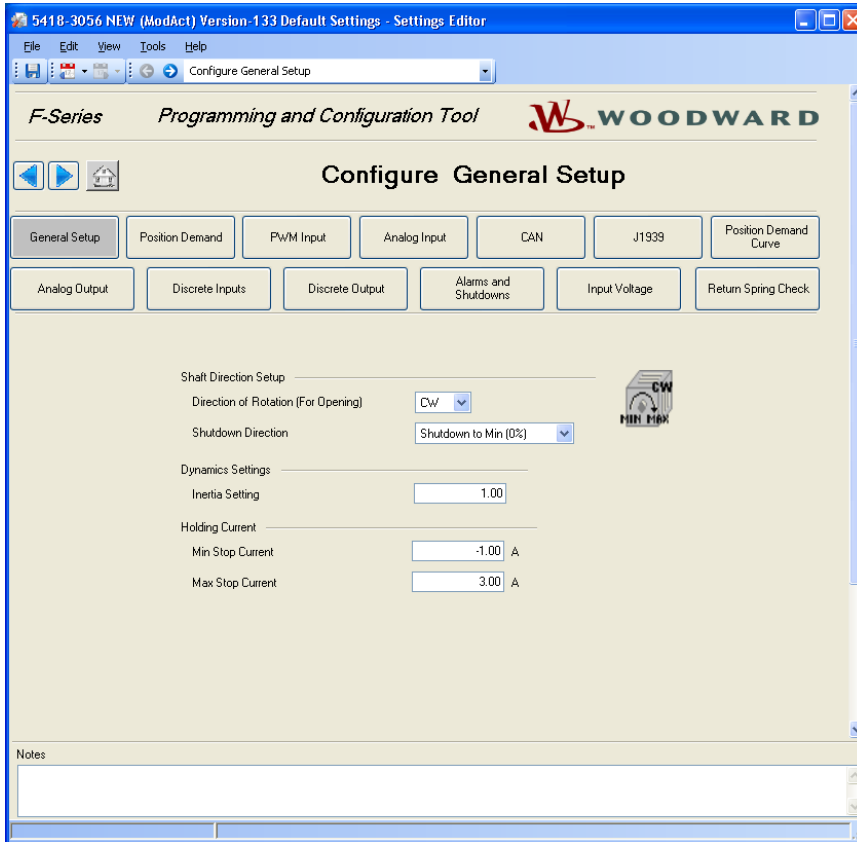 5418-3056 NEW (ModAct) Version-133 Default Settings - Settings Editor
File Edit View Tools Help
Configure General Setup
F-Series Programming and Configuration Tool WOODWARD
Configure General Setup
General Setup Position Demand PWM Input Analog Input CAN J1939 Position Demand Curve
Analog Output Discrete Inputs Discrete Output Alarms and Shutdowns Input Voltage Return Spring Check
Shaft Direction Setup
Direction of Rotation (For Opening) CW
CW
MIN MAX
Shutdown Direction Shutdown to Min (0%)
Dynamics Settings
Inertia Setting 1.00
Holding Current
Min Stop Current -1.00 A
Max Stop Current 3.00 A
Notes